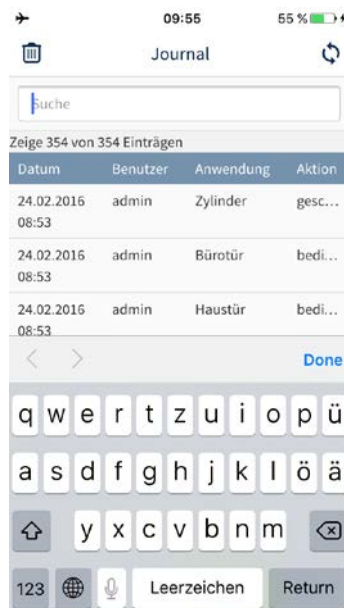 09:55 55 %
Journal
Suche
Zeige 354 von 354 Einträgen
Datum Benutzer Anwendung Aktion
24.02.2016 admin Zylinder gesc...
08:53
24.02.2016 admin Bürotür bedi...
08:53
24.02.2016 admin Haustür bedi...
08:53
Done
q w e r t z u i o p ü
a s d f g h j k l ö ä
y x c v b n m
123 Leerzeichen Return